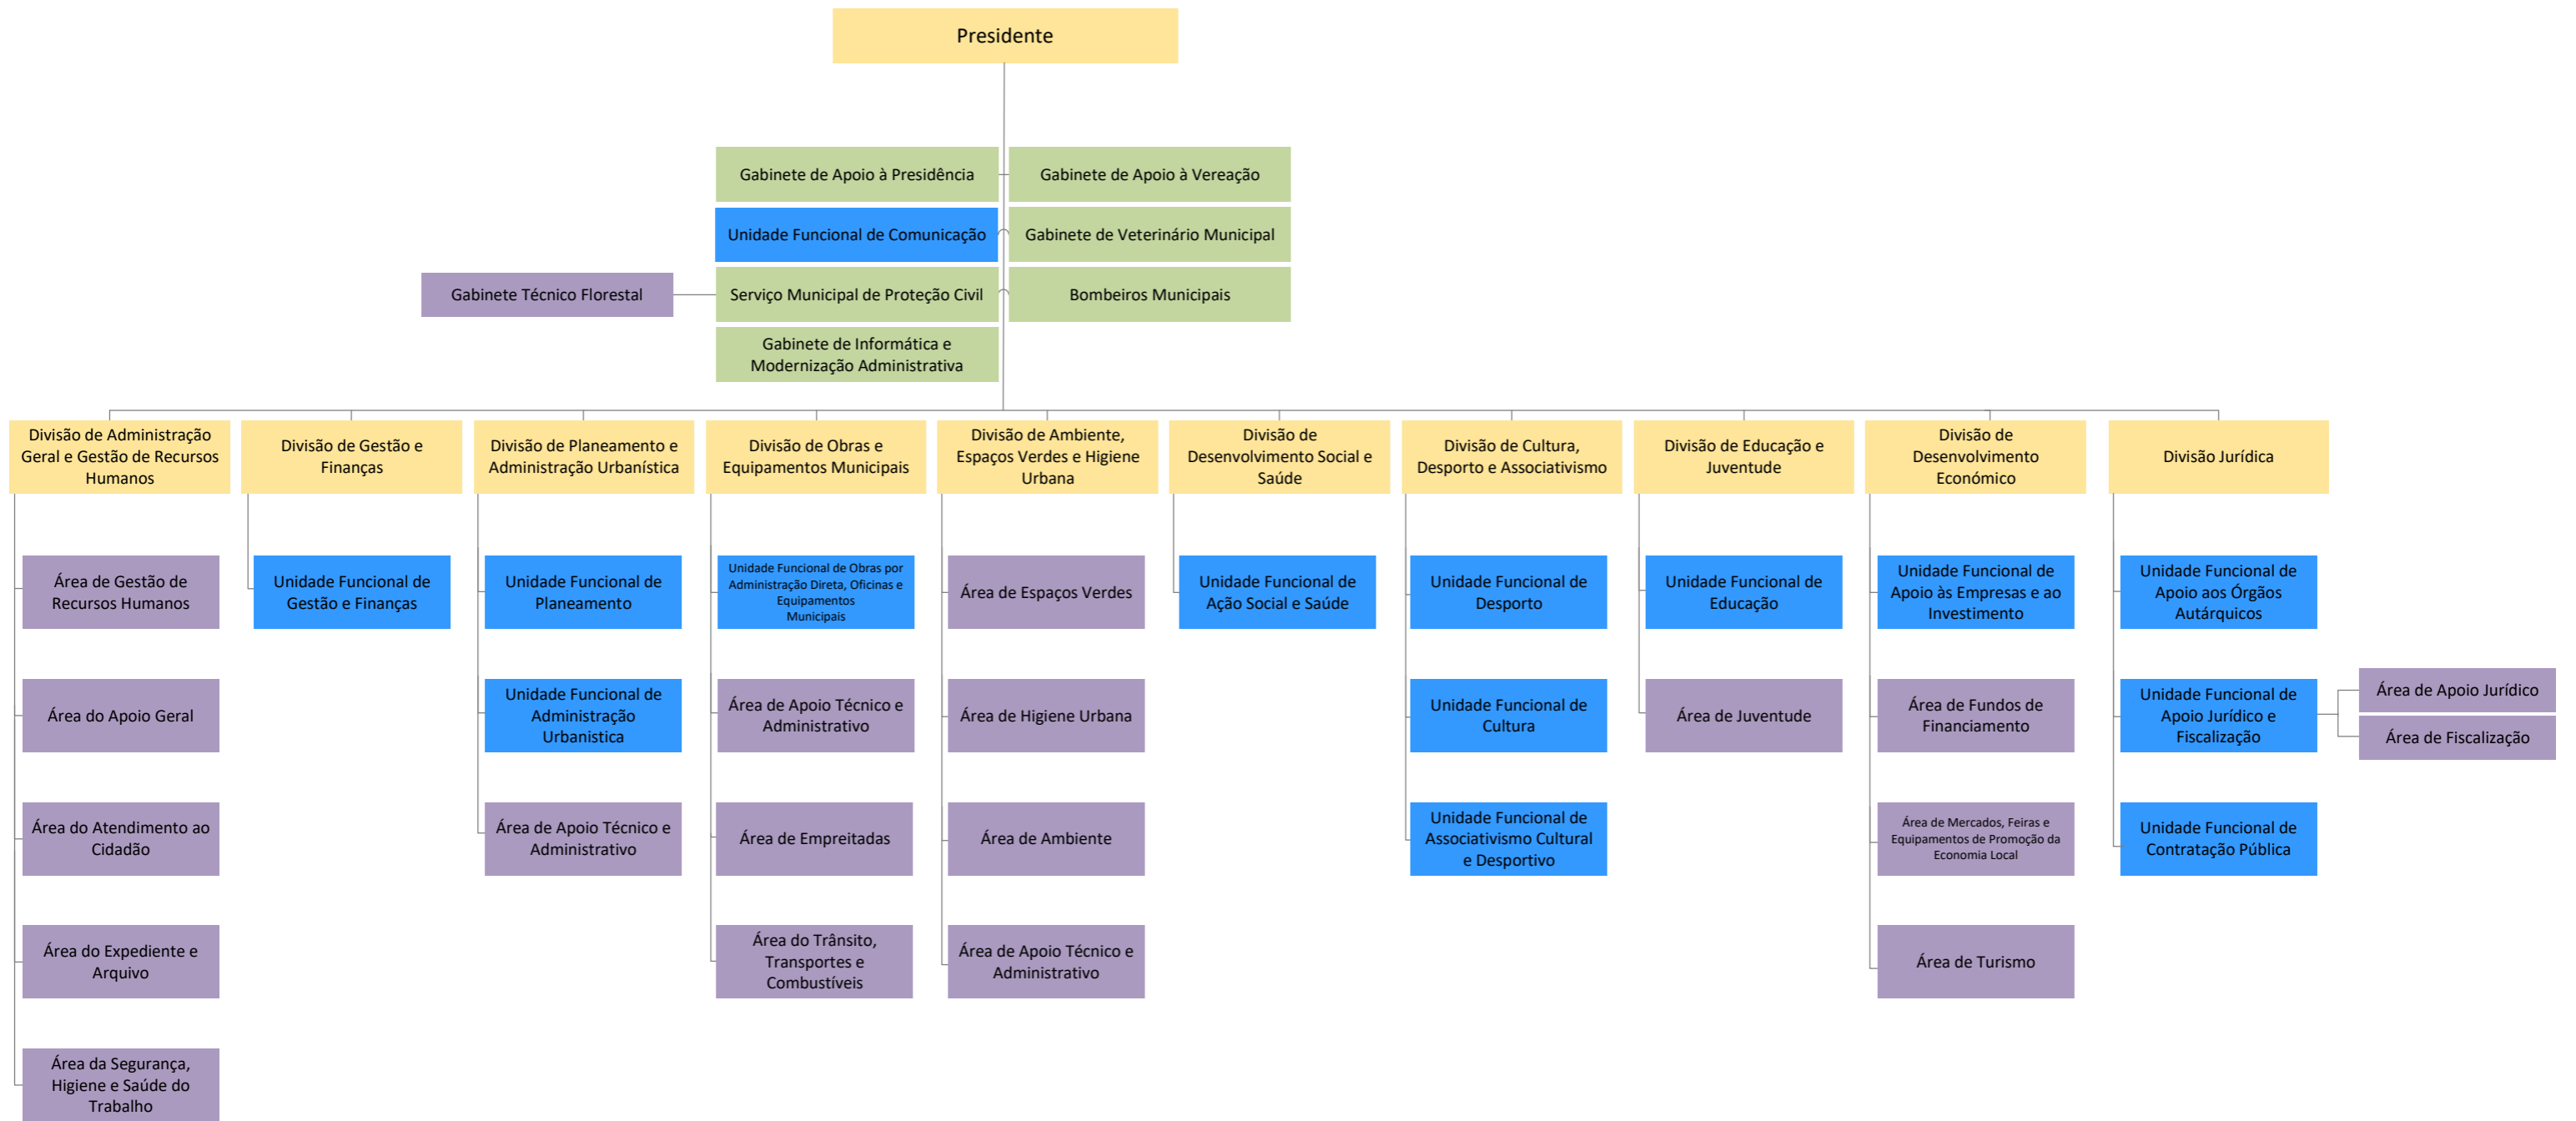 Presidente
Gabinete de Apoio à Presidência
Gabinete de Apoio à Vereação
Unidade Funcional de Comunicação
Gabinete de Veterinário Municipal
Gabinete Técnico Florestal
Serviço Municipal de Proteção Civil
Bombeiros Municipais
Gabinete de Informática e
Modernização Administrativa
Divisão de Administração
Geral e Gestão de Recursos
Humanos
Divisão de Gestão e
Finanças
Divisão de Planeamento e
Administração Urbanística
Divisão de Obras e
Equipamentos Municipais
Divisão de Ambiente,
Espaços Verdes e Higiene
Urbana
Divisão de
Desenvolvimento Social e
Saúde
Divisão de Cultura,
Desporto e Associativismo
Divisão de Educação e
Juventude
Divisão de
Desenvolvimento
Económico
Divisão Jurídica
Área de Gestão de
Recursos Humanos
Unidade Funcional de
Gestão e Finanças
Unidade Funcional de
Planeamento
Unidade Funcional de Obras por
Administração Direta, Oficinas e
Equipamentos
Municipais
Área de Espaços Verdes
Unidade Funcional de
Ação Social e Saúde
Unidade Funcional de
Desporto
Unidade Funcional de
Educação
Unidade Funcional de
Apoio às Empresas e ao
Investimento
Unidade Funcional de
Apoio aos Órgãos
Autárquicos
Área do Apoio Geral
Unidade Funcional de
Administração
Urbanistica
Área de Apoio Técnico e
Administrativo
Área de Higiene Urbana
Unidade Funcional de
Cultura
Área de Juventude
Área de Fundos de
Financiamento
Unidade Funcional de
Apoio Jurídico e
Fiscalização
Área de Apoio Jurídico
Área de Fiscalização
Área do Atendimento ao
Cidadão
Área de Apoio Técnico e
Administrativo
Área de Empreitadas
Área de Ambiente
Unidade Funcional de
Associativismo Cultural
e Desportivo
Área de Mercados, Feiras e
Equipamentos de Promoção da
Economia Local
Unidade Funcional de
Contratação Pública
Área do Expediente e
Arquivo
Área do Trânsito,
Transportes e
Combustíveis
Área de Apoio Técnico e
Administrativo
Área de Turismo
Área da Segurança,
Higiene e Saúde do
Trabalho